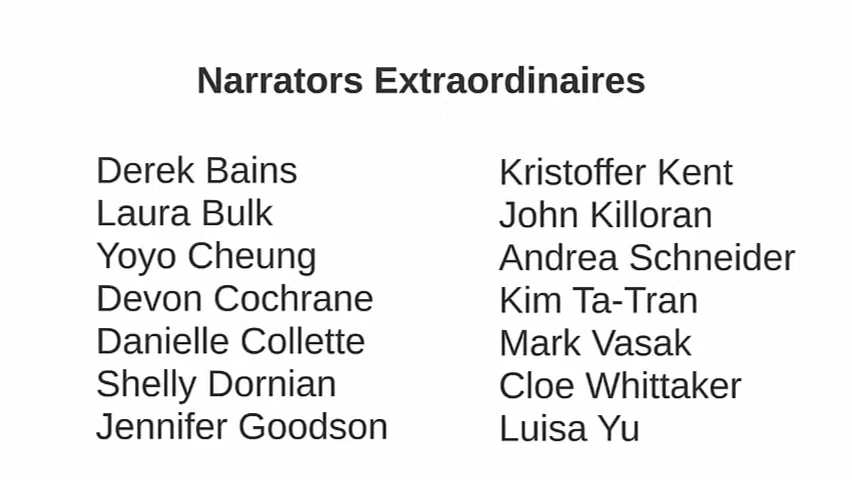 Narrators Extraordinaires
Derek Bains
Laura Bulk
Yoyo Cheung
Devon Cochrane
Danielle Collette
Shelly Dornian
Jennifer Goodson
Kristoffer Kent
John Killoran
Andrea Schneider
Kim Ta-Tran
Mark Vasak
Cloe Whittaker
Luisa Yu